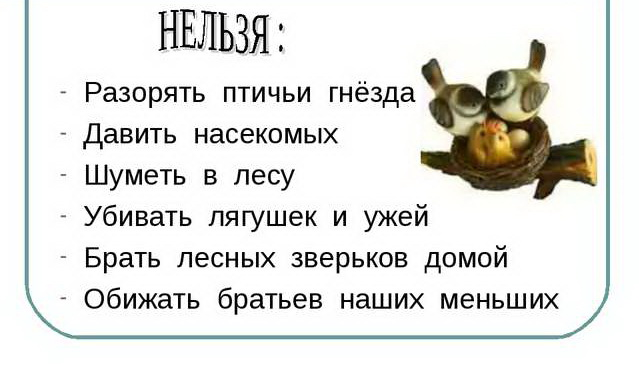 НЕЛЬЗЯ :
- Разорять птичьи гнёзда
- Давить насекомых
- Шуметь в лесу
- Убивать лягушек и ужей
- Брать лесных зверьков домой
- Обижать братьев наших меньших